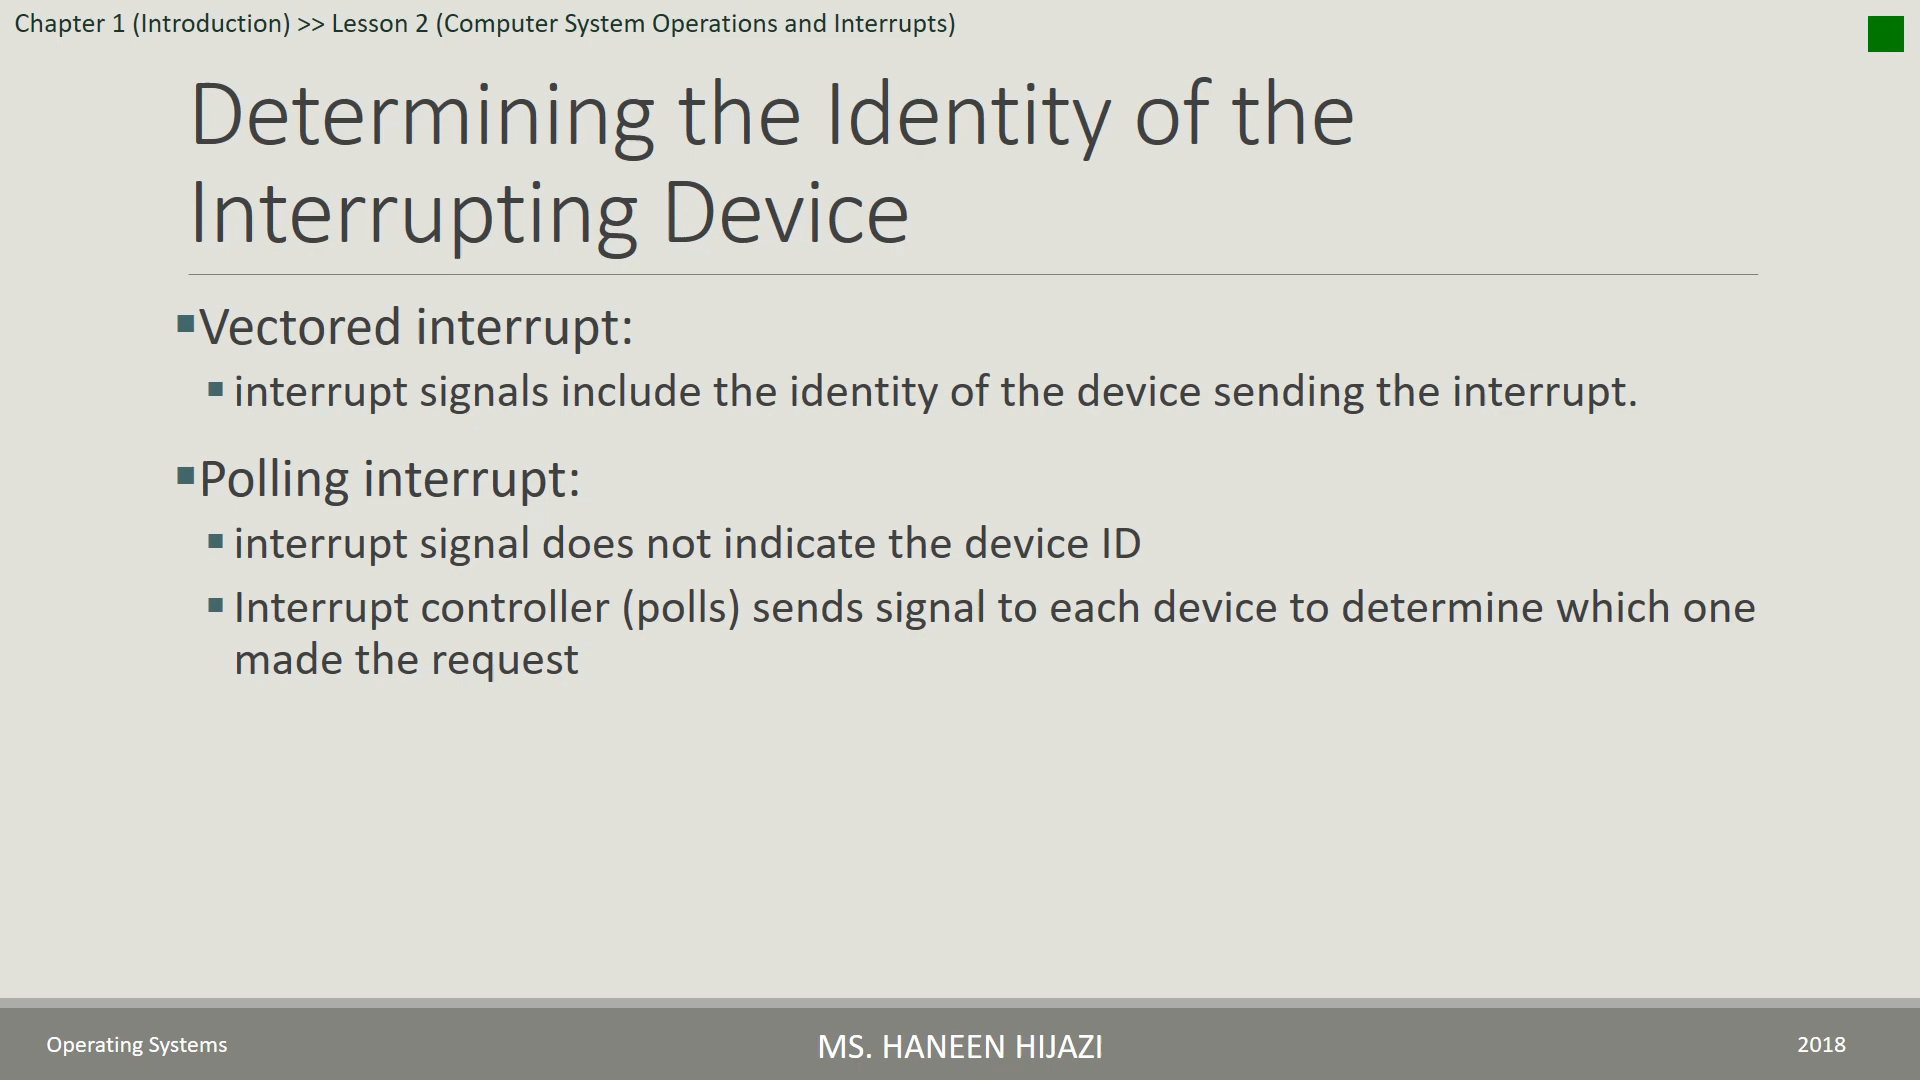 Chapter 1 (Introduction) >> Lesson 2 (Computer System Operations and Interrupts)
Determining the Identity of the
Interrupting Device
Vectored interrupt:
interrupt signals include the identity of the device sending the interrupt.
Polling interrupt:
interrupt signal does not indicate the device ID
Interrupt controller (polls) sends signal to each device to determine which one
made the request
Operating Systems
MS. HANEEN HIJAZI
2018